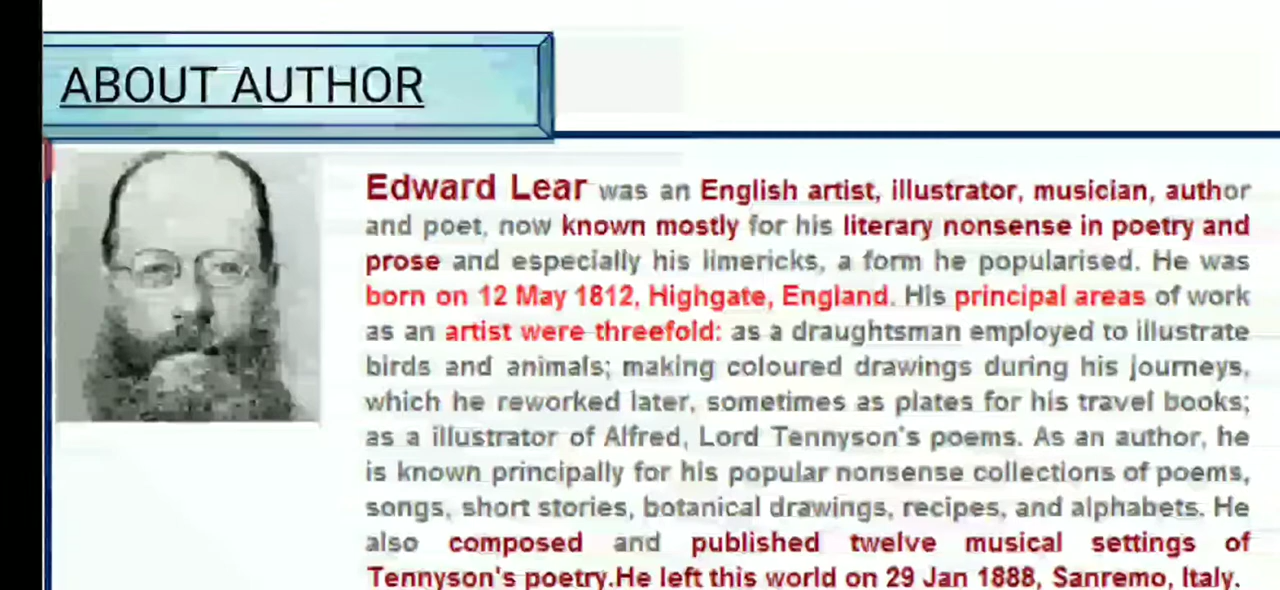 ABOUT AUTHOR
Edward Lear was an English artist, illustrator, musician, author
and poet, now known mostly for his literary nonsense in poetry and
prose and especially his limericks, a form he popularised. He was
born on 12 May 1812, Highgate, England. His principal areas of work
as an artist were threefold: as a draughtsman employed to illustrate
birds and animals; making coloured drawings during his journeys,
which he reworked later, sometimes as plates for his travel books;
as a illustrator of Alfred, Lord Tennyson's poems. As an author, he
is known principally for his popular nonsense collections of poems,
songs, short stories, botanical drawings, recipes, and alphabets. He
also composed and published twelve musical settings of
Tennyson's poetry.He left this world on 29 Jan 1888, Sanremo, Italy.